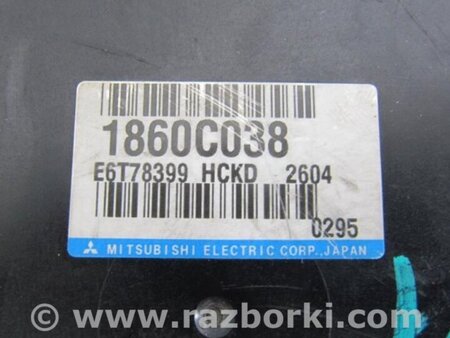 1860C038
E6T78399 HCKD 2604
0295
MITSUBISHI ELECTRIC CORP., JAPAN
© www.razborki.com